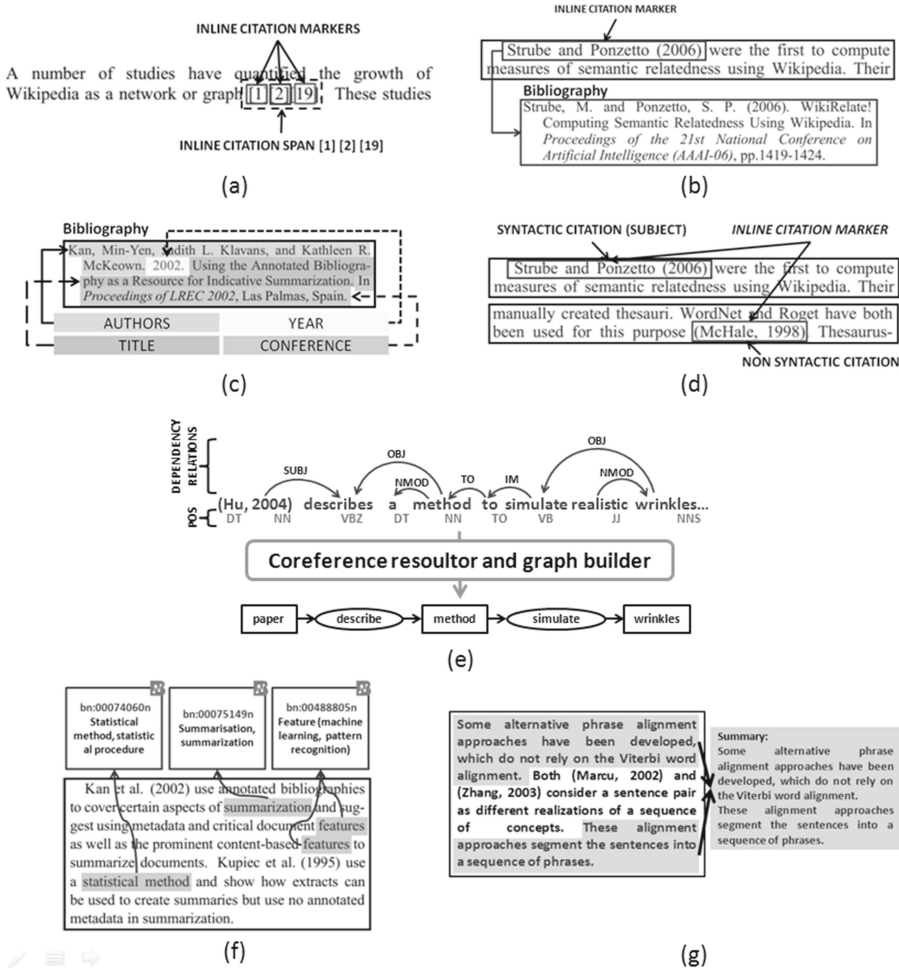 INLINE CITATION MARKERS
A number of studies have quantified the growth of
Wikipedia as a network or graph [1] [2] [19]. These studies
INLINE CITATION SPAN [1] [2] [19]
(a)
INLINE CITATION MARKER
Strube and Ponzetto (2006) were the first to compute
measures of semantic relatedness using Wikipedia. Their
Bibliography
Strube, M. and Ponzetto, S. P. (2006). WikiRelate!
Computing Semantic Relatedness Using Wikipedia. In
Proceedings of the 21st National Conference on
Artificial Intelligence (AAAI-06), pp.1419-1424.
(b)
Bibliography
Kan, Min-Yen, Judith L. Klavans, and Kathleen R.
McKeown. 2002. Using the Annotated Bibliogra-
phy as a Resource for Indicative Summarization. In
Proceedings of LREC 2002, Las Palmas, Spain.
AUTHORS YEAR
TITLE CONFERENCE
(c)
SYNTACTIC CITATION (SUBJECT) INLINE CITATION MARKER
Strube and Ponzetto (2006) were the first to compute
measures of semantic relatedness using Wikipedia. Their
manually created thesauri. WordNet and Roget have both
been used for this purpose (McHale, 1998). Thesaurus-
NON SYNTACTIC CITATION
(d)
DEPENDENCY
RELATIONS
SUBJ OBJ NMOD TO IM OBJ NMOD
(Hu, 2004) describes a method to simulate realistic wrinkles...
POS
DT NN VBZ DT NN TO VB JJ NNS
Coreference resoultor and graph builder
paper describe method simulate wrinkles
(e)
bn:00074060n
Statistical
method, statistic
al procedure
bn:00075149n
Summarisation,
summarization
bn:00488805n
Feature (machine
learning, pattern
recognition)
Kan et al. (2002) use annotated bibliographies
to cover certain aspects of summarization and sug-
gest using metadata and critical document features
as well as the prominent content-based features to
summarize documents. Kupiec et al. (1995) use
a statistical method and show how extracts can
be used to create summaries but use no annotated
metadata in summarization.
(f)
Some alternative phrase alignment
approaches have been developed,
which do not rely on the Viterbi word
alignment. Both (Marcu, 2002) and
(Zhang, 2003) consider a sentence pair
as different realizations of a sequence
of concepts. These alignment
approaches segment the sentences into
a sequence of phrases.
Summary:
Some alternative phrase
alignment approaches have been
developed, which do not rely on
the Viterbi word alignment.
These alignment approaches
segment the sentences into a
sequence of phrases.
(g)